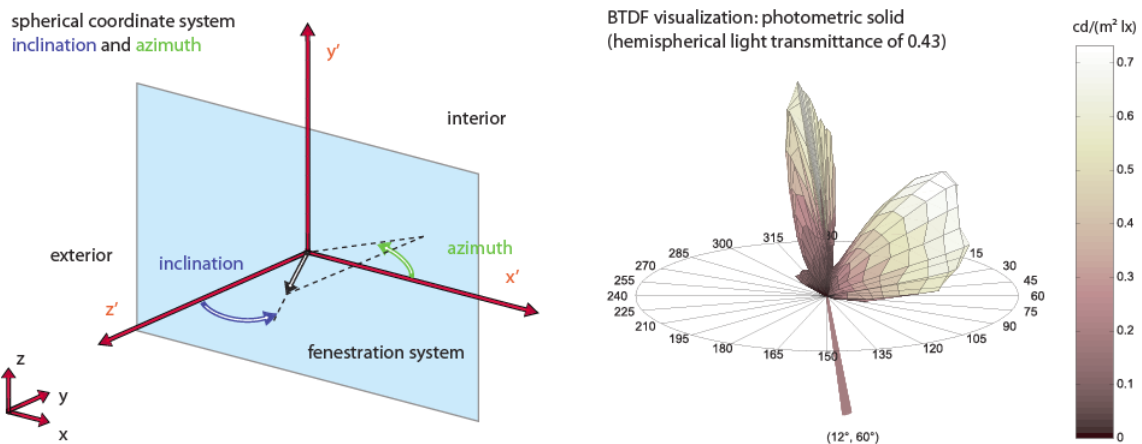 spherical coordinate system
inclination and azimuth
y'
interior
exterior
inclination
azimuth
x'
z'
fenestration system
z
y
x
BTDF visualization: photometric solid
(hemispherical light transmittance of 0.43)
cd/(m² lx)
0.7
0.6
0.5
0.4
0.3
0.2
0.1
0
315
300
285
270
255
240
225
210
195
180
165
150
135
120
105
90
75
60
45
30
15
(12°, 60°)